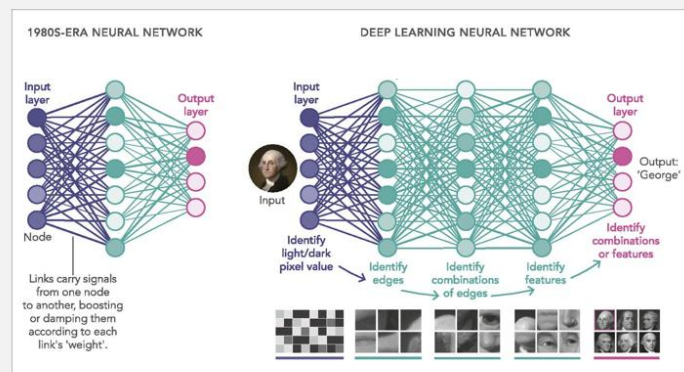 1980S-ERA NEURAL NETWORK
Input
layer
Output
layer
Node
Links carry signals
from one node
to another, boosting
or damping them
according to each
link's 'weight'.
DEEP LEARNING NEURAL NETWORK
Input
layer
Output
layer
Input
Output:
'George'
Identify
light/dark
pixel value
Identify
edges
Identify
combinations
of edges
Identify
features
Identify
combinations
or features